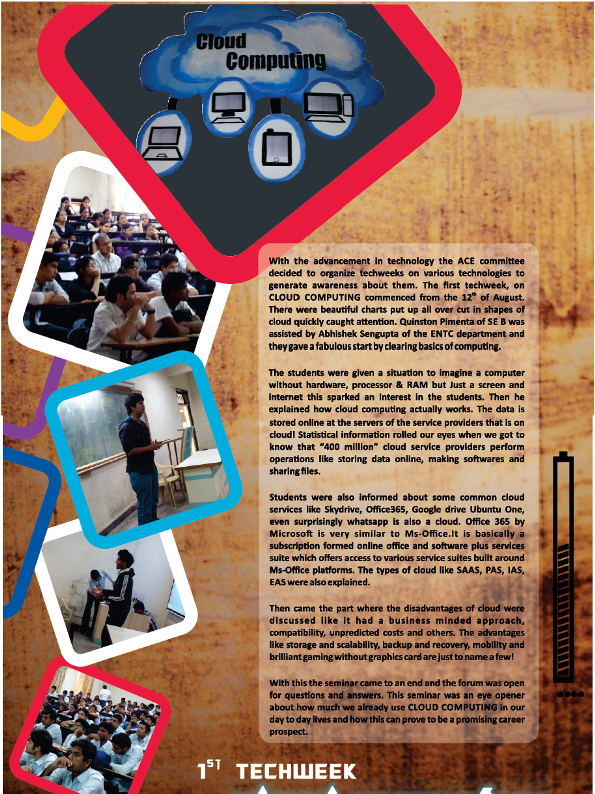 Cloud
Computing
With the advancement in technology the ACE committee
decided to organize techweeks on various technologies to
generate awareness about them. The first techweek, on
CLOUD COMPUTING commenced from the 12th of August.
There were beautiful charts put up all over cut in shapes of
cloud quickly caught attention. Quinston Pimenta of SE B was
assisted by Abhishek Sengupta of the ENTC department and
they gave a fabulous start by clearing basics of computing.
The students were given a situation to imagine a computer
without hardware, processor & RAM but Just a screen and
internet this sparked an interest in the students. Then he
explained how cloud computing actually works. The data is
stored online at the servers of the service providers that is on
cloud! Statistical information rolled our eyes when we got to
know that “400 million” cloud service providers perform
operations like storing data online, making softwares and
sharing files.
Students were also informed about some common cloud
services like Skydrive, Office365, Google drive Ubuntu One,
even surprisingly whatsapp is also a cloud. Office 365 by
Microsoft is very similar to Ms-Office.It is basically a
subscription formed online office and software plus services
suite which offers access to various service suites built around
Ms-Office platforms. The types of cloud like SAAS, PAS, IAS,
EAS were also explained.
Then came the part where the disadvantages of cloud were
discussed like it had a business minded approach,
compatibility, unpredicted costs and others. The advantages
like storage and scalability, backup and recovery, mobility and
brilliant gaming without graphics card are just to name a few!
With this the seminar came to an end and the forum was open
for questions and answers. This seminar was an eye opener
about how much we already use CLOUD COMPUTING in our
day to day lives and how this can prove to be a promising career
prospect.
1ST TECHWEEK